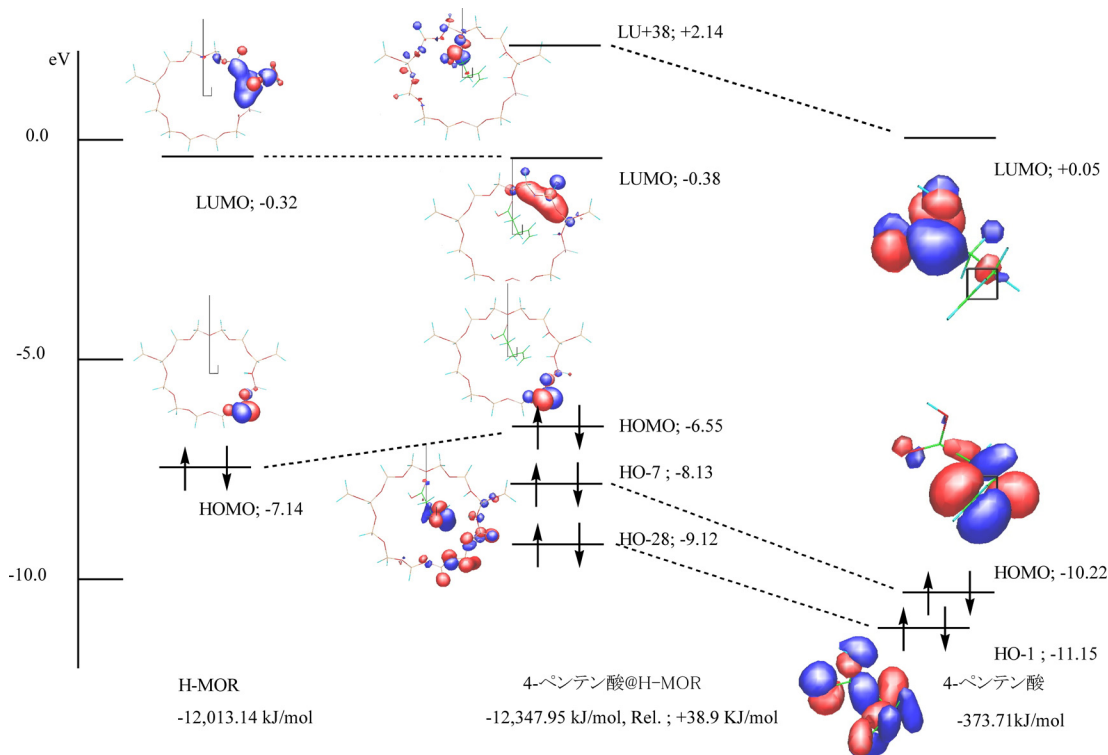 eV
0.0
-5.0
-10.0
LUMO; -0.32
HOMO; -7.14
LU+38; +2.14
LUMO; -0.38
HOMO; -6.55
HO-7 ; -8.13
HO-28; -9.12
LUMO; +0.05
HOMO; -10.22
HO-1 ; -11.15
H-MOR
-12,013.14 kJ/mol
4-ペンテン酸@H-MOR
-12,347.95 kJ/mol, Rel. ; +38.9 KJ/mol
4-ペンテン酸
-373.71kJ/mol